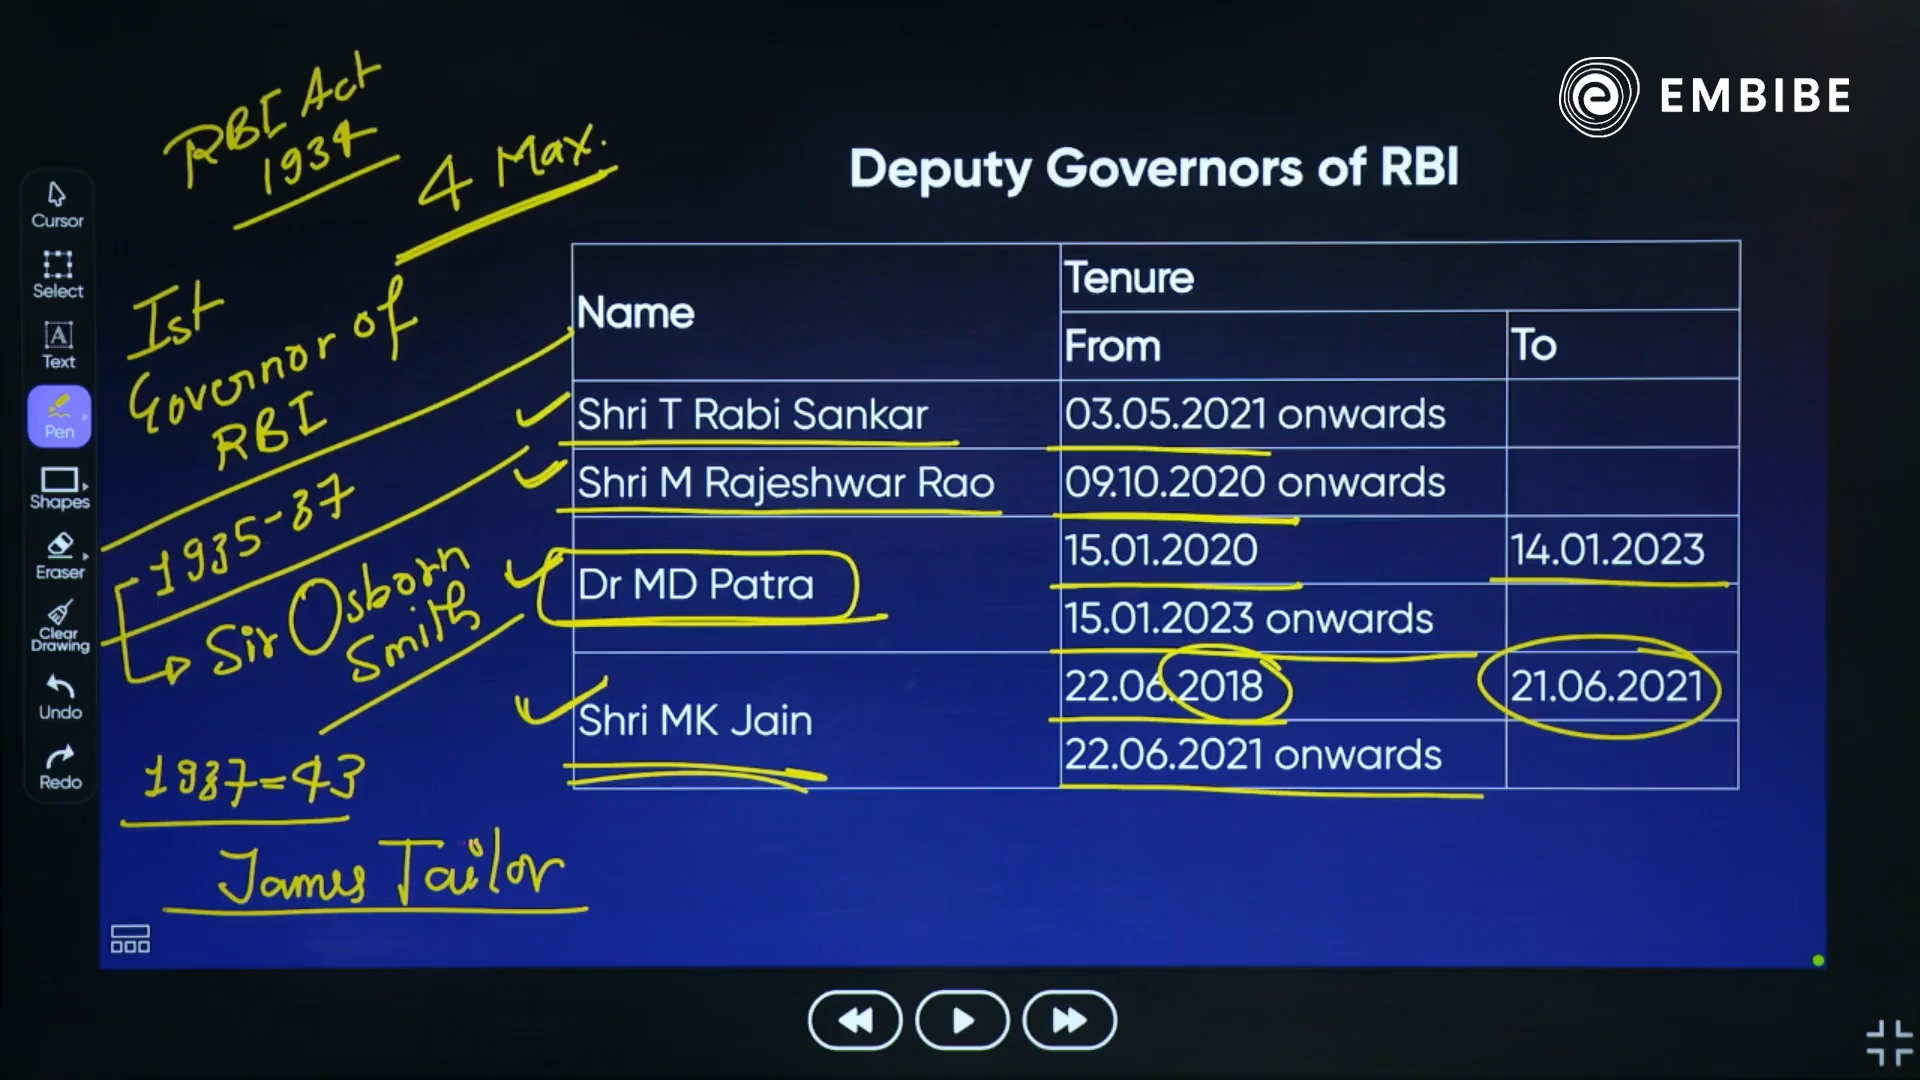 EMBIBE
RBI Act
1934
4 Max.
Deputy Governors of RBI
Cursor
Select
Text
Pen
Shapes
Eraser
Clear
Drawing
Undo
Redo
Ist
Governor of
RBI
1935-37
Sir Osborn
Smith
1937=43
James Tailor
Name
Tenure
From
To
Shri T Rabi Sankar
03.05.2021 onwards
Shri M Rajeshwar Rao
09.10.2020 onwards
Dr MD Patra
15.01.2020
14.01.2023
15.01.2023 onwards
Shri MK Jain
22.06.2018
21.06.2021
22.06.2021 onwards